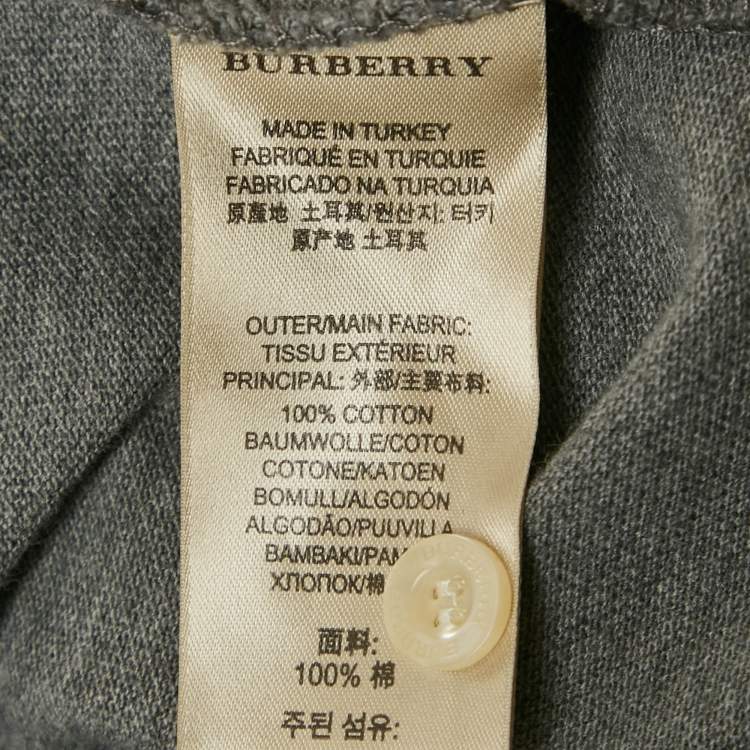 BURBERRY
MADE IN TURKEY
FABRIQUÉ EN TURQUIE
FABRICADO NA TURQUIA
原産地 土耳其/원산지: 터키
原产地 土耳其
OUTER/MAIN FABRIC:
TISSU EXTÉRIEUR
PRINCIPAL: 外部/主要布料:
100% COTTON
BAUMWOLLE/COTON
COTONE/KATOEN
BOMULL/ALGODÓN
ALGODÃO/PUUVILLA
BAMBAKI/
ХЛОПОК/棉
面料:
100% 棉
주된 섬유: